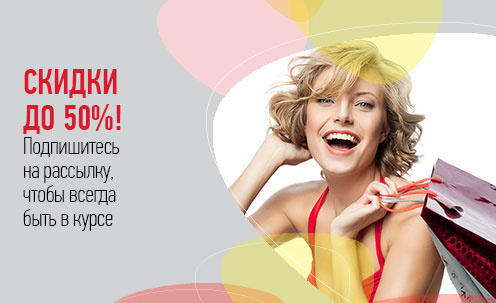 СКИДКИ
ДО 50%!
Подпишитесь
на рассылку,
чтобы всегда
быть в курсе